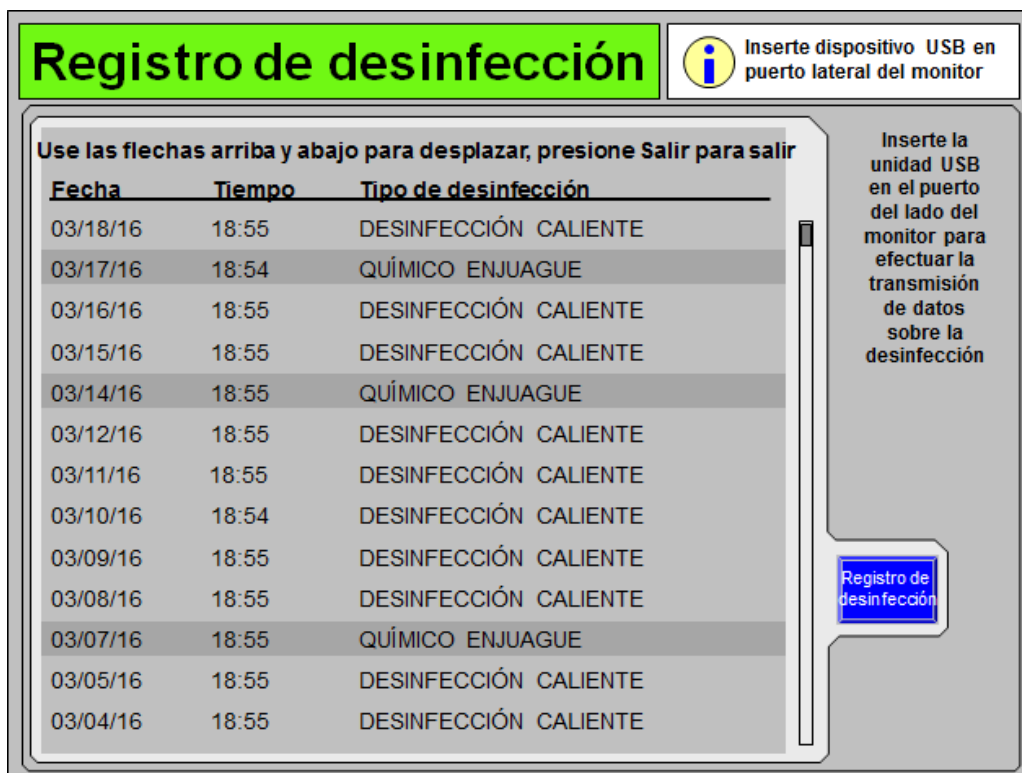 Registro de desinfección
Inserte dispositivo USB en
puerto lateral del monitor
Use las flechas arriba y abajo para desplazar, presione Salir para salir
Fecha Tiempo Tipo de desinfección
03/18/16 18:55 DESINFECCIÓN CALIENTE
03/17/16 18:54 QUÍMICO ENJUAGUE
03/16/16 18:55 DESINFECCIÓN CALIENTE
03/15/16 18:55 DESINFECCIÓN CALIENTE
03/14/16 18:55 QUÍMICO ENJUAGUE
03/12/16 18:55 DESINFECCIÓN CALIENTE
03/11/16 18:55 DESINFECCIÓN CALIENTE
03/10/16 18:54 DESINFECCIÓN CALIENTE
03/09/16 18:55 DESINFECCIÓN CALIENTE
03/08/16 18:55 DESINFECCIÓN CALIENTE
03/07/16 18:55 QUÍMICO ENJUAGUE
03/05/16 18:55 DESINFECCIÓN CALIENTE
03/04/16 18:55 DESINFECCIÓN CALIENTE
Inserte la
unidad USB
en el puerto
del lado del
monitor para
efectuar la
transmisión
de datos
sobre la
desinfección
Registro de
desinfección